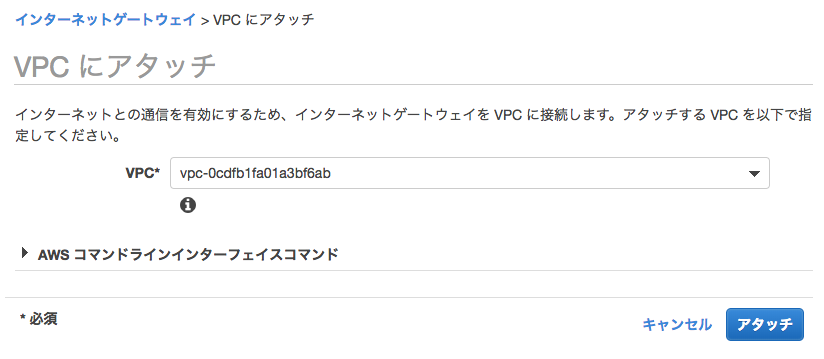 インターネットゲートウェイ > VPC にアタッチ
VPC にアタッチ
インターネットとの通信を有効にするため、インターネットゲートウェイを VPC に接続します。アタッチする VPC を以下で指
定してください。
VPC* vpc-0cdfb1fa01a3bf6ab
AWS コマンドラインインターフェイスコマンド
* 必須 キャンセル アタッチ